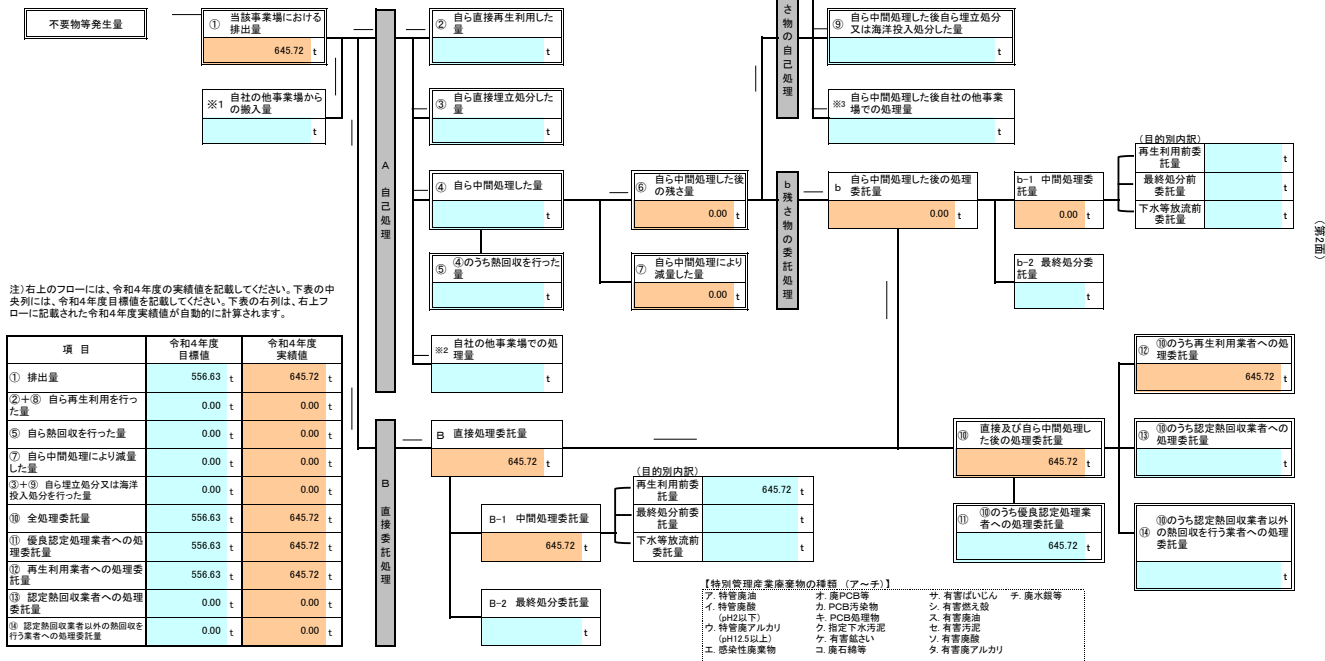 不要物等発生量
① 当該事業場における
排出量
645.72 t
※1 自社の他事業場から
の搬入量
t
A 自己処理
② 自ら直接再生利用した
量
t
③ 自ら直接埋立処分した
量
t
④ 自ら中間処理した量
t
⑤ ④のうち熱回収を行った
量
t
※2 自社の他事業場での処
理量
t
⑥ 自ら中間処理した後
の残さ量
0.00 t
⑦ 自ら中間処理により
減量した量
0.00 t
さ物の自己処理
⑨ 自ら中間処理した後自ら埋立処分
又は海洋投入処分した量
t
※3 自ら中間処理した後自社の他事業
場での処理量
t
b 残さ物の委託処理
b 自ら中間処理した後の処理
委託量
0.00 t
b-1 中間処理委
託量
0.00 t
b-2 最終処分委
託量
t
(目的別内訳)
再生利用前委
託量 t
最終処分前
委託量 t
下水等放流前
委託量 t
(第2面)
注)右上のフローには、令和4年度の実績値を記載してください。下表の中
央列には、令和4年度目標値を記載してください。下表の右列は、右上フ
ローに記載された令和4年度実績値が自動的に計算されます。
項 目 令和4年度
目標値 令和4年度
実績値
① 排出量 556.63 t 645.72 t
②+⑧ 自ら再生利用を行っ
た量 0.00 t 0.00 t
⑤ 自ら熱回収を行った量 0.00 t 0.00 t
⑦ 自ら中間処理により減量
した量 0.00 t 0.00 t
③+⑨ 自ら埋立処分又は海洋
投入処分を行った量 0.00 t 0.00 t
⑩ 全処理委託量 556.63 t 645.72 t
⑪ 優良認定処理業者への処
理委託量 556.63 t 645.72 t
⑫ 再生利用業者への処理委
託量 556.63 t 645.72 t
⑬ 認定熱回収業者への処理
委託量 0.00 t 0.00 t
⑭ 認定熱回収業者以外の熱回収を
行う業者への処理委託量 0.00 t 0.00 t
B 直接委託処理
B 直接処理委託量
645.72 t
B-1 中間処理委託量
645.72 t
B-2 最終処分委託量
t
(目的別内訳)
再生利用前委
託量 645.72 t
最終処分前委
託量 t
下水等放流前
委託量 t
⑩ 直接及び自ら中間処理し
た後の処理委託量
645.72 t
⑪ ⑩のうち優良認定処理業
者への処理委託量
645.72 t
⑫ ⑩のうち再生利用業者への処
理委託量
645.72 t
⑬ ⑩のうち認定熱回収業者への
処理委託量
t
⑭ ⑩のうち認定熱回収業者以外
の熱回収を行う業者への処理
委託量
t
【特別管理産業廃棄物の種類 (ア~チ)】
ア. 特管廃油 オ. 廃PCB等 サ. 有害ばいじん チ. 廃水銀等
イ. 特管廃酸 カ. PCB汚染物 シ. 有害燃え殻
(pH2以下) キ. PCB処理物 ス. 有害廃油
ウ. 特管廃アルカリ ク. 指定下水汚泥 セ. 有害汚泥
(pH12.5以上) ケ. 有害鉱さい ソ. 有害廃酸
エ. 感染性廃棄物 コ. 廃石綿等 タ. 有害廃アルカリ